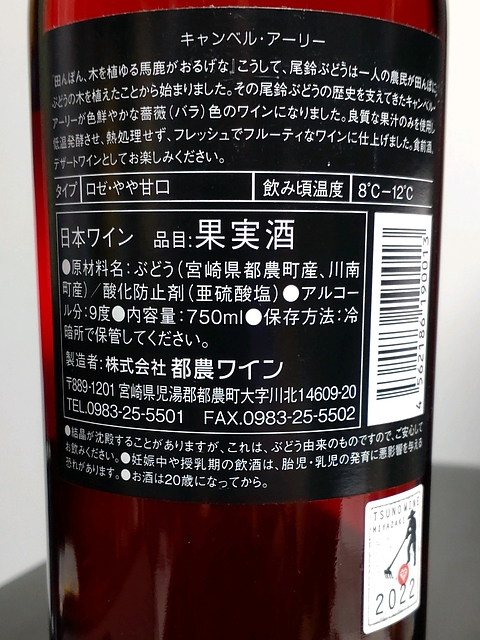 キャンベル・アーリー
『田んぽん、木を植ゆる馬鹿がおるげな』こうして、尾鈴ぶどうは一人の農民が田んぼに、
ぶどうの木を植えたことから始まりました。その尾鈴ぶどうの歴史を支えてきたキャンベル・
アーリーが色鮮やかな薔薇(バラ)色のワインになりました。良質な果汁のみを使用し
低温発酵させ、熱処理せず、フレッシュでフルーティなワインに仕上げました。食前酒、
デザートワインとしてお楽しみください。
タイプ ロゼ・やや甘口 飲み頃温度 8℃−12℃
日本ワイン 品目:果実酒
●原材料名:ぶどう(宮崎県都農町産、川南
町産)/酸化防止剤(亜硫酸塩)●アルコー
ル分:9度●内容量:750ml●保存方法:冷
暗所で保管してください。
製造者:株式会社 都農ワイン
〒889-1201 宮崎県児湯郡都農町大字川北14609-20
TEL.0983-25-5501 FAX.0983-25-5502
4 562186 190013
●結晶が沈殿することがありますが、これは、ぶどう由来のものですので、ご安心して
お飲みください。●妊娠中や授乳期の飲酒は、胎児・乳児の発育に悪影響を与える
恐れがあります。●お酒は20歳になってから。
TSUNO WINE
MIYAZAKI
2022